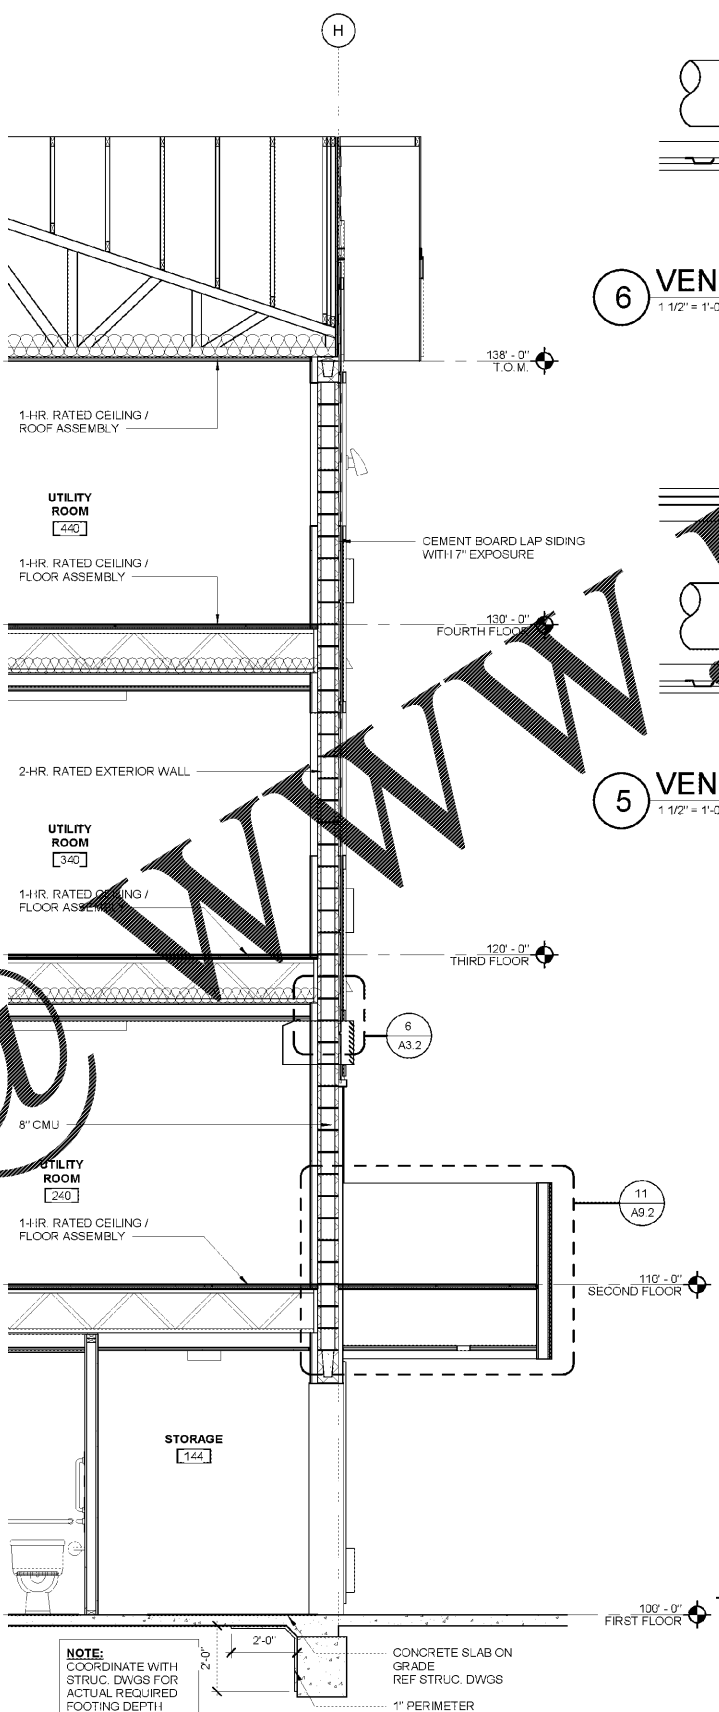 H
6
VEN
1 1/2" = 1'-0
138' - 0"
T.O.M.
1-HR. RATED CEILING /
ROOF ASSEMBLY
UTILITY
ROOM
440
CEMENT BOARD LAP SIDING
WITH 7" EXPOSURE
1-HR. RATED CEILING /
FLOOR ASSEMBLY
130' - 0"
FOURTH FLOOR
2-HR. RATED EXTERIOR WALL
5
VEN
1 1/2" = 1'-0
UTILITY
ROOM
340
1-HR. RATED CEILING /
FLOOR ASSEMBLY
120' - 0"
THIRD FLOOR
6
A3.2
8" CMU
UTILITY
ROOM
240
11
A9.2
1-HR. RATED CEILING /
FLOOR ASSEMBLY
110' - 0"
SECOND FLOOR
STORAGE
144
100' - 0"
FIRST FLOOR
2'-0"
2'-0"
NOTE:
COORDINATE WITH
STRUC. DWGS FOR
ACTUAL REQUIRED
FOOTING DEPTH
CONCRETE SLAB ON
GRADE
REF STRUC. DWGS
1" PERIMETER
@ WWW